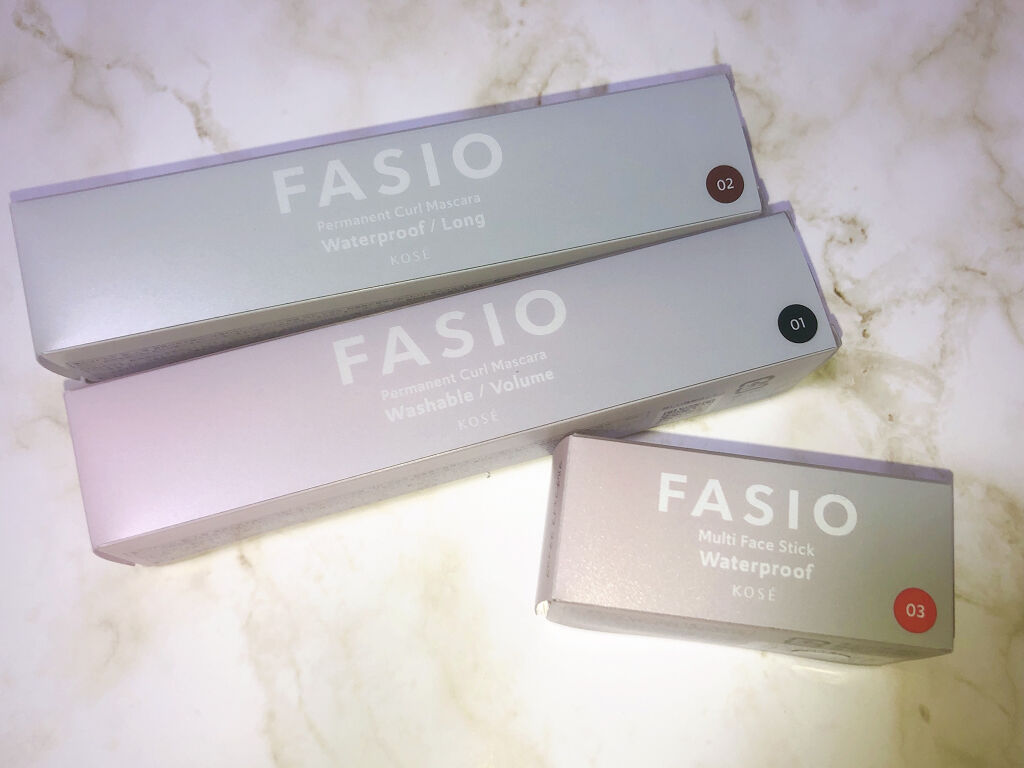 FASIO
Permanent Curl Mascara
Waterproof / Long
KOSÉ
02
FASIO
Permanent Curl Mascara
Washable / Volume
KOSÉ
01
FASIO
Multi Face Stick
Waterproof
KOSÉ
03